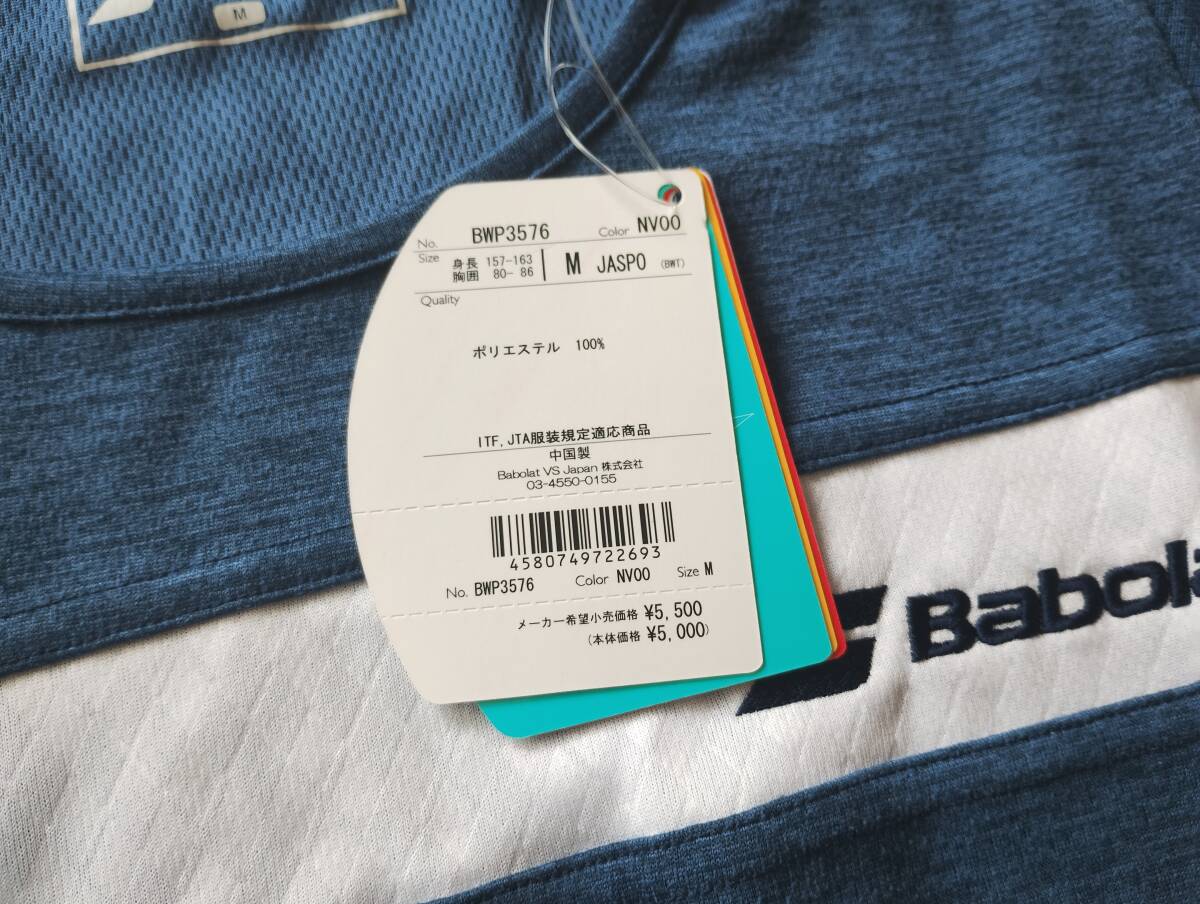 M
No. BWP3576 Color NV00
Size 身長 157-163 M JASPO (BWT)
胸囲 80- 86
Quality
ポリエステル 100%
ITF, JTA服装規定適応商品
中国製
Babolat VS Japan 株式会社
03-4550-0155
4580749722693
No. BWP3576 Color NV00 Size M
メーカー希望小売価格 ¥5,500
(本体価格 ¥5,000)
Babola